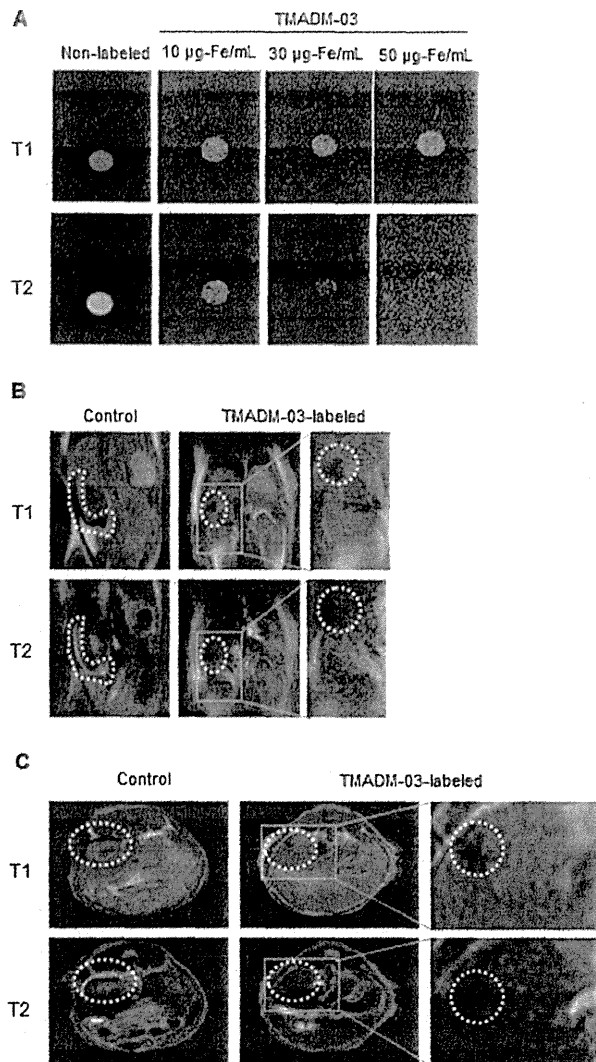 A
TMADM-03
Non-labeled 10 µg-Fe/mL 30 µg-Fe/mL 50 µg-Fe/mL
T1
T2
B
Control TMADM-03-labeled
T1
T2
C
Control TMADM-03-labeled
T1
T2